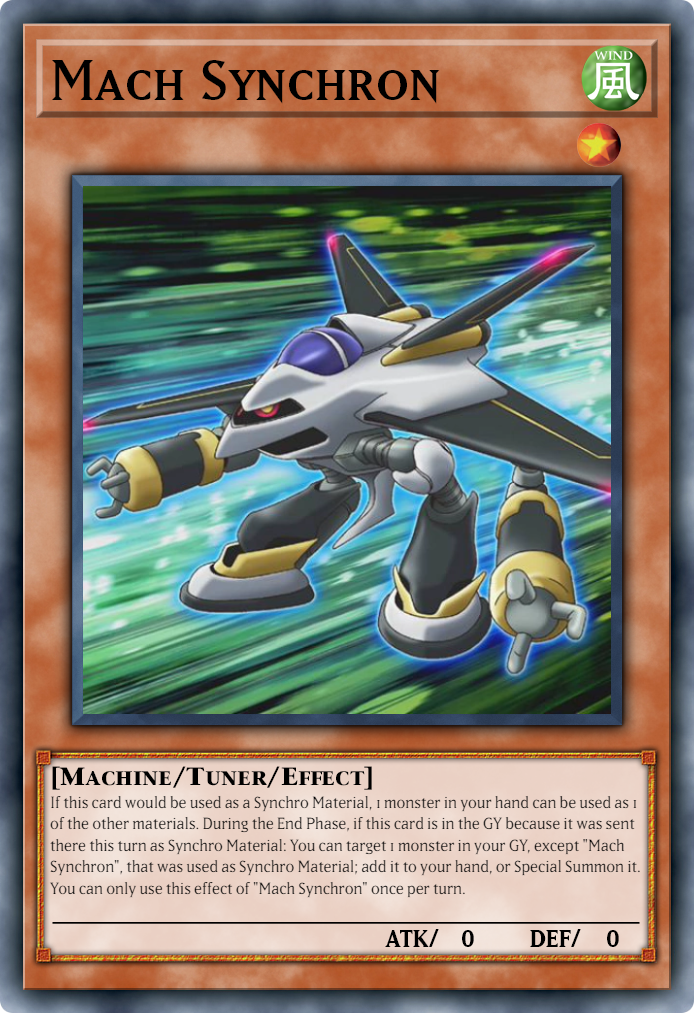 Mach Synchron
WIND
風
[Machine/Tuner/Effect]
If this card would be used as a Synchro Material, 1 monster in your hand can be used as 1
of the other materials. During the End Phase, if this card is in the GY because it was sent
there this turn as Synchro Material: You can target 1 monster in your GY, except "Mach
Synchron", that was used as Synchro Material; add it to your hand, or Special Summon it.
You can only use this effect of "Mach Synchron" once per turn.
ATK/ 0 DEF/ 0